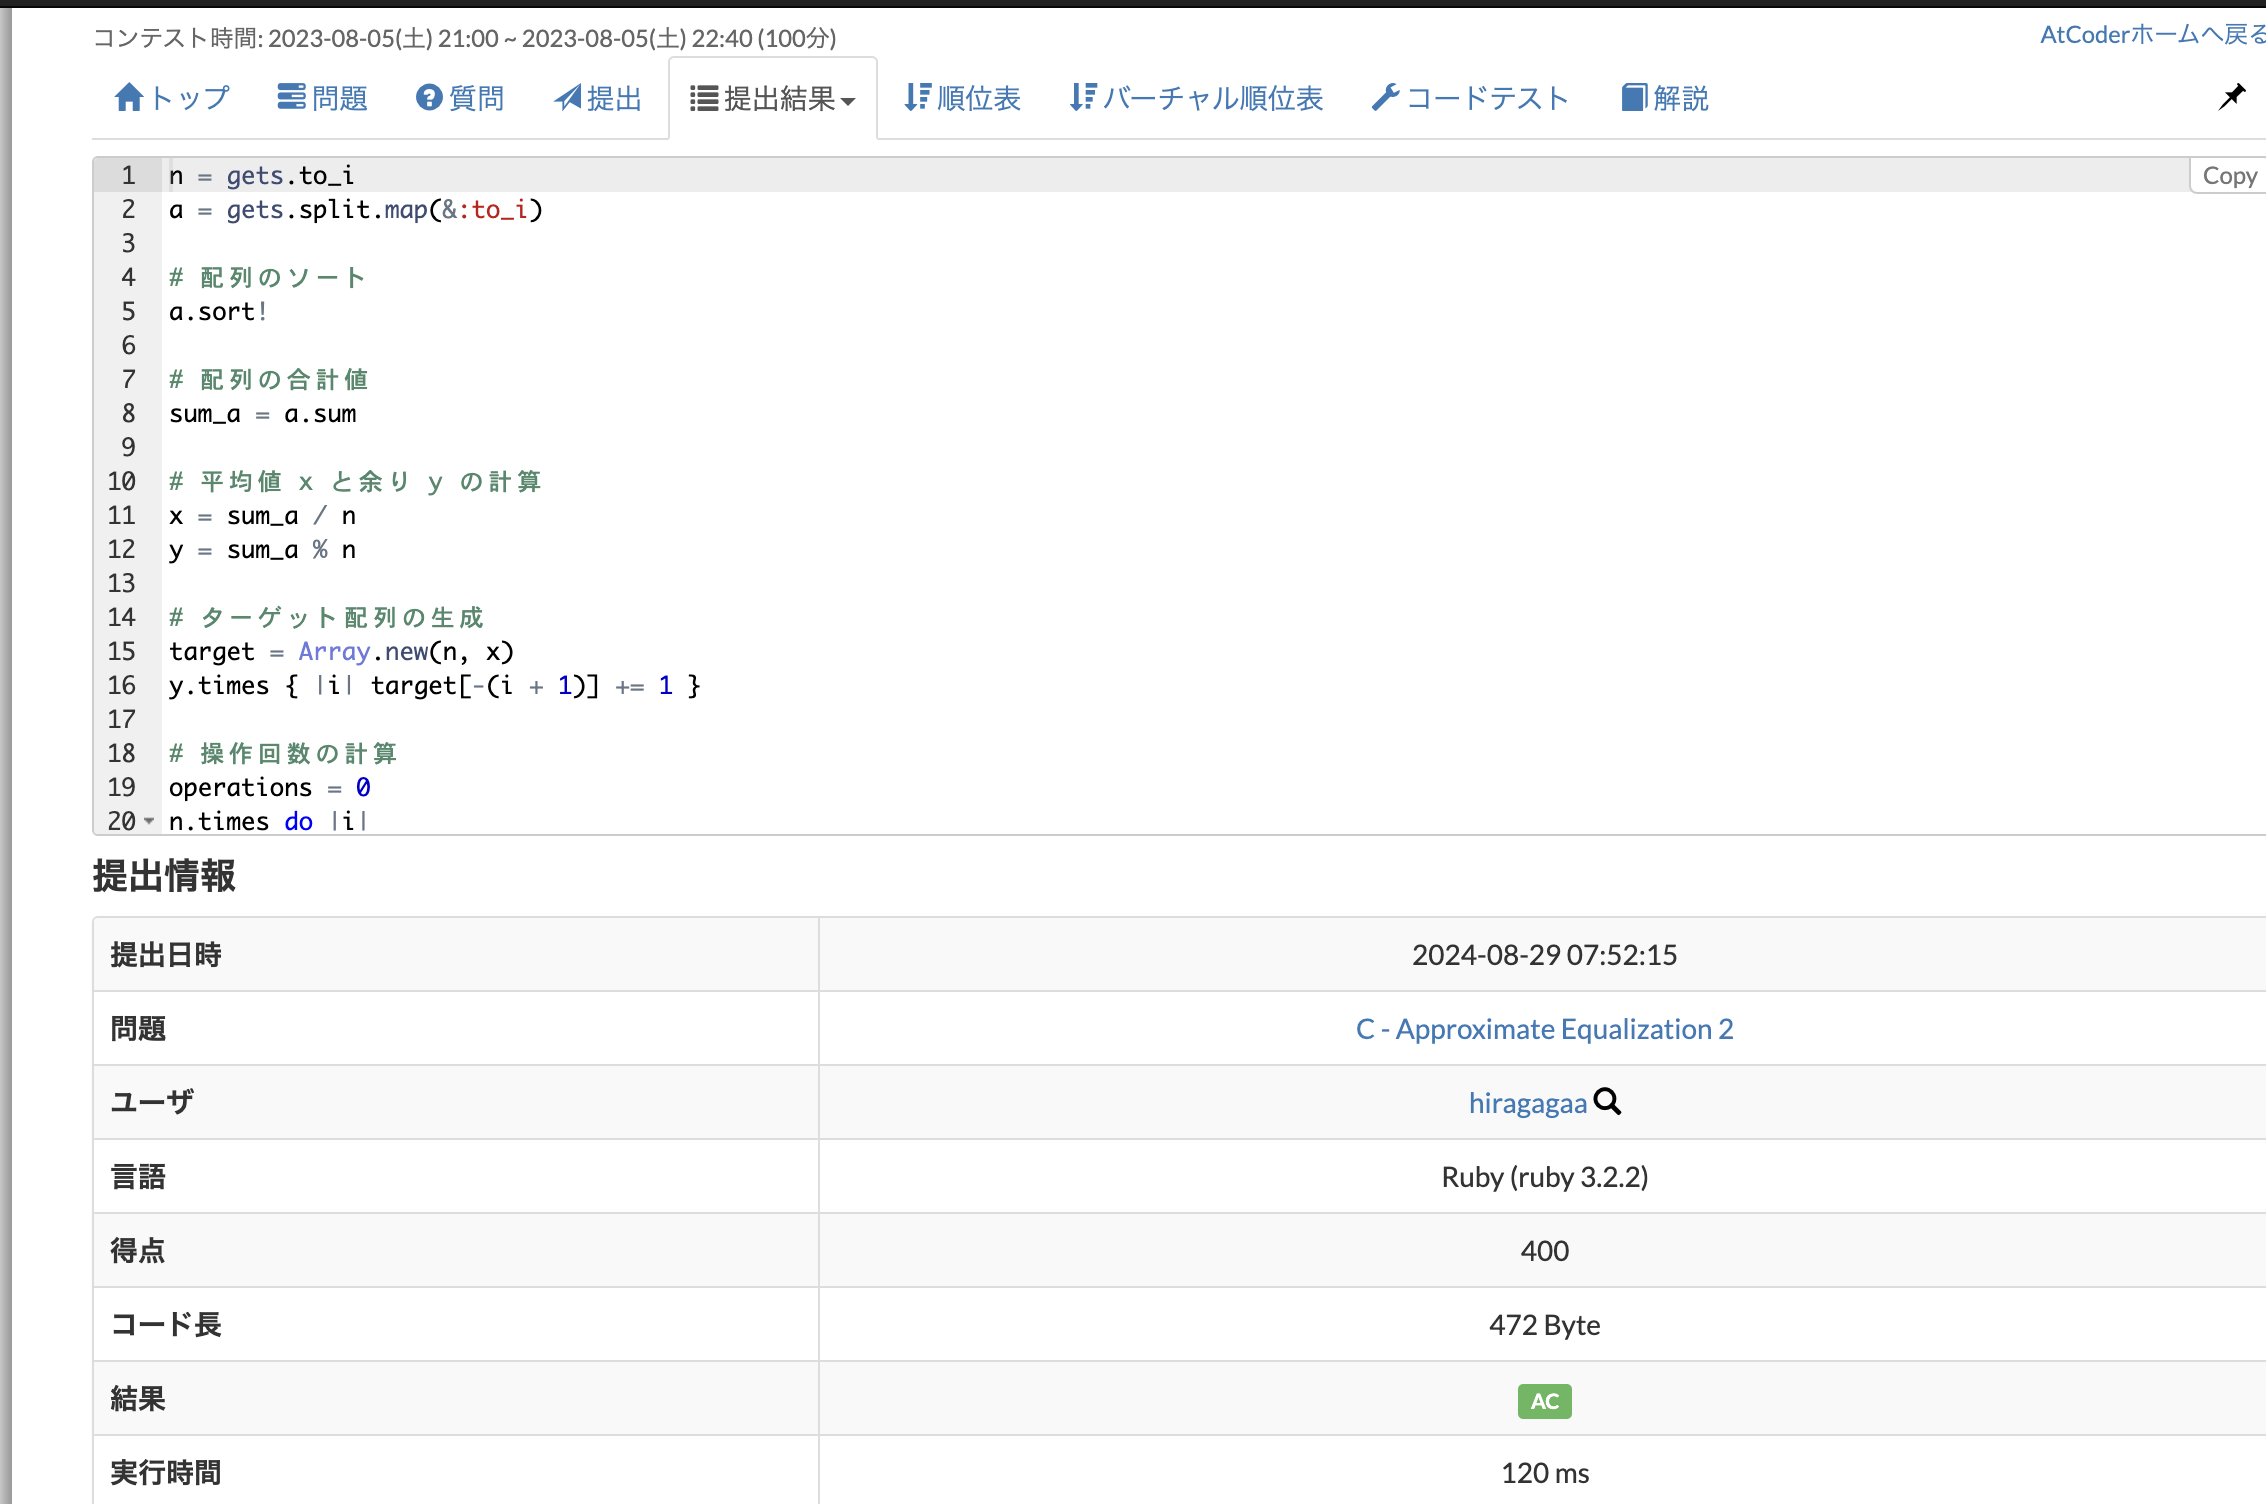 コンテスト時間: 2023-08-05(土) 21:00 ~ 2023-08-05(土) 22:40 (100分)
AtCoderホームへ戻る
トップ 問題 質問 提出 提出結果 順位表 バーチャル順位表 コードテスト 解説
1 n = gets.to_i
Copy
2 a = gets.split.map(&:to_i)
3
4 # 配列のソート
5 a.sort!
6
7 # 配列の合計値
8 sum_a = a.sum
9
10 # 平均値 x と余り y の計算
11 x = sum_a / n
12 y = sum_a % n
13
14 # ターゲット配列の生成
15 target = Array.new(n, x)
16 y.times { |i| target[-(i + 1)] += 1 }
17
18 # 操作回数の計算
19 operations = 0
20 n.times do |i|
提出情報
提出日時 2024-08-29 07:52:15
問題 C - Approximate Equalization 2
ユーザ hiragagaa
言語 Ruby (ruby 3.2.2)
得点 400
コード長 472 Byte
結果 AC
実行時間 120 ms